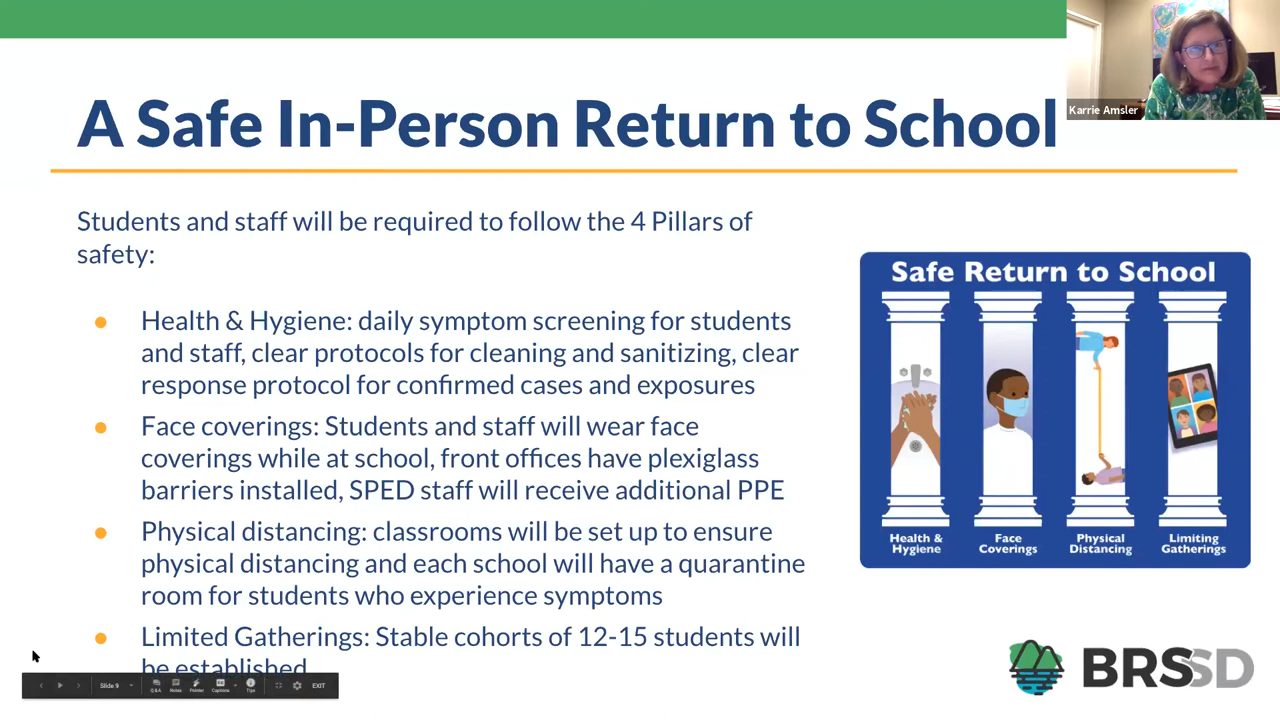 A Safe In-Person Return to School
Karrie Amsler
Students and staff will be required to follow the 4 Pillars of
safety:
● Health & Hygiene: daily symptom screening for students
and staff, clear protocols for cleaning and sanitizing, clear
response protocol for confirmed cases and exposures
● Face coverings: Students and staff will wear face
coverings while at school, front offices have plexiglass
barriers installed, SPED staff will receive additional PPE
● Physical distancing: classrooms will be set up to ensure
physical distancing and each school will have a quarantine
room for students who experience symptoms
● Limited Gatherings: Stable cohorts of 12-15 students will
be established
Safe Return to School
Health &
Hygiene
Face
Coverings
Physical
Distancing
Limiting
Gatherings
Slide 9
Q&A
Notes
Pointer
Captions
Tips
EXIT
BRSSD